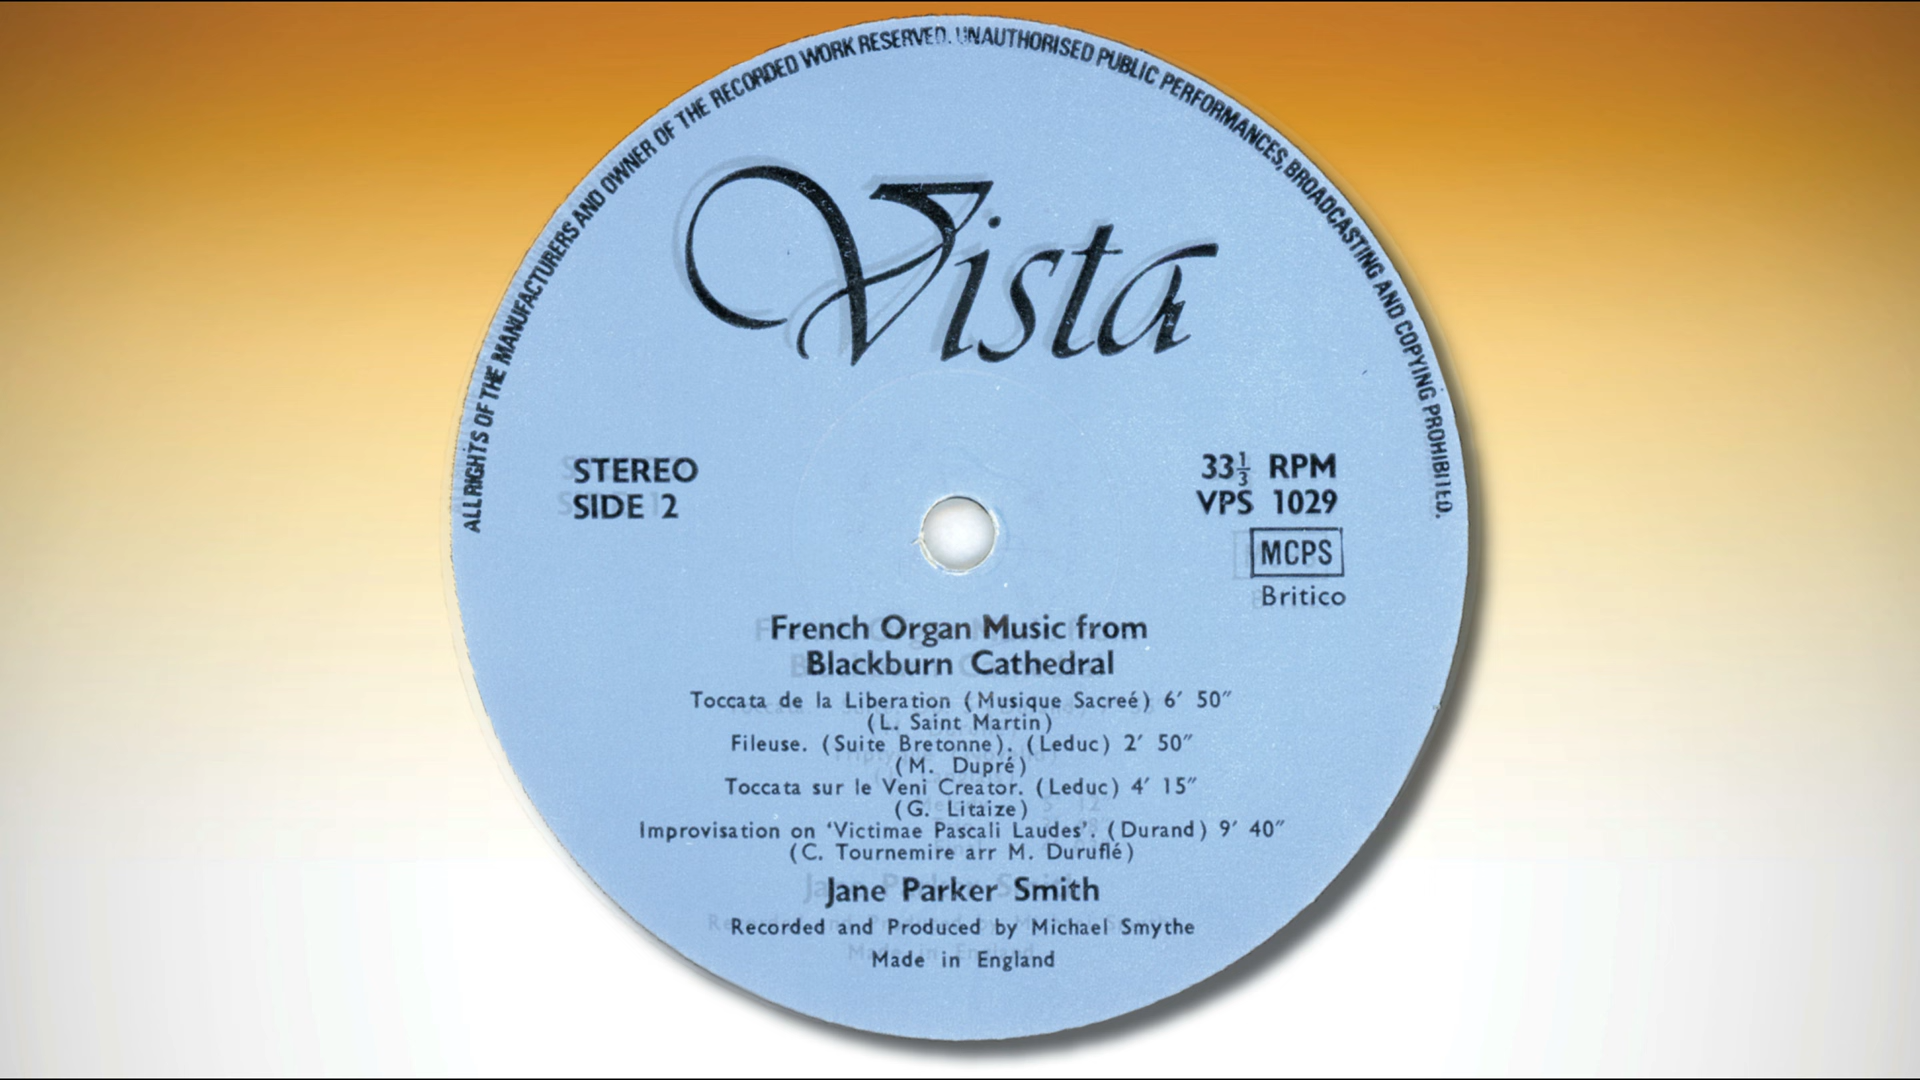 ALL RIGHTS OF THE MANUFACTURERS AND OWNER OF THE RECORDED WORK RESERVED. UNAUTHORISED PUBLIC PERFORMANCES, BROADCASTING AND COPYING PROHIBITED.
Vista
STEREO
SIDE 2
33⅓ RPM
VPS 1029
MCPS
Britico
French Organ Music from
Blackburn Cathedral
Toccata de la Liberation (Musique Sacreé) 6′ 50″
(L. Saint Martin)
Fileuse. (Suite Bretonne). (Leduc) 2′ 50″
(M. Dupré)
Toccata sur le Veni Creator. (Leduc) 4′ 15″
(G. Litaize)
Improvisation on ‘Victimae Pascali Laudes’. (Durand) 9′ 40″
(C. Tournemire arr M. Duruflé)
Jane Parker Smith
Recorded and Produced by Michael Smythe
Made in England